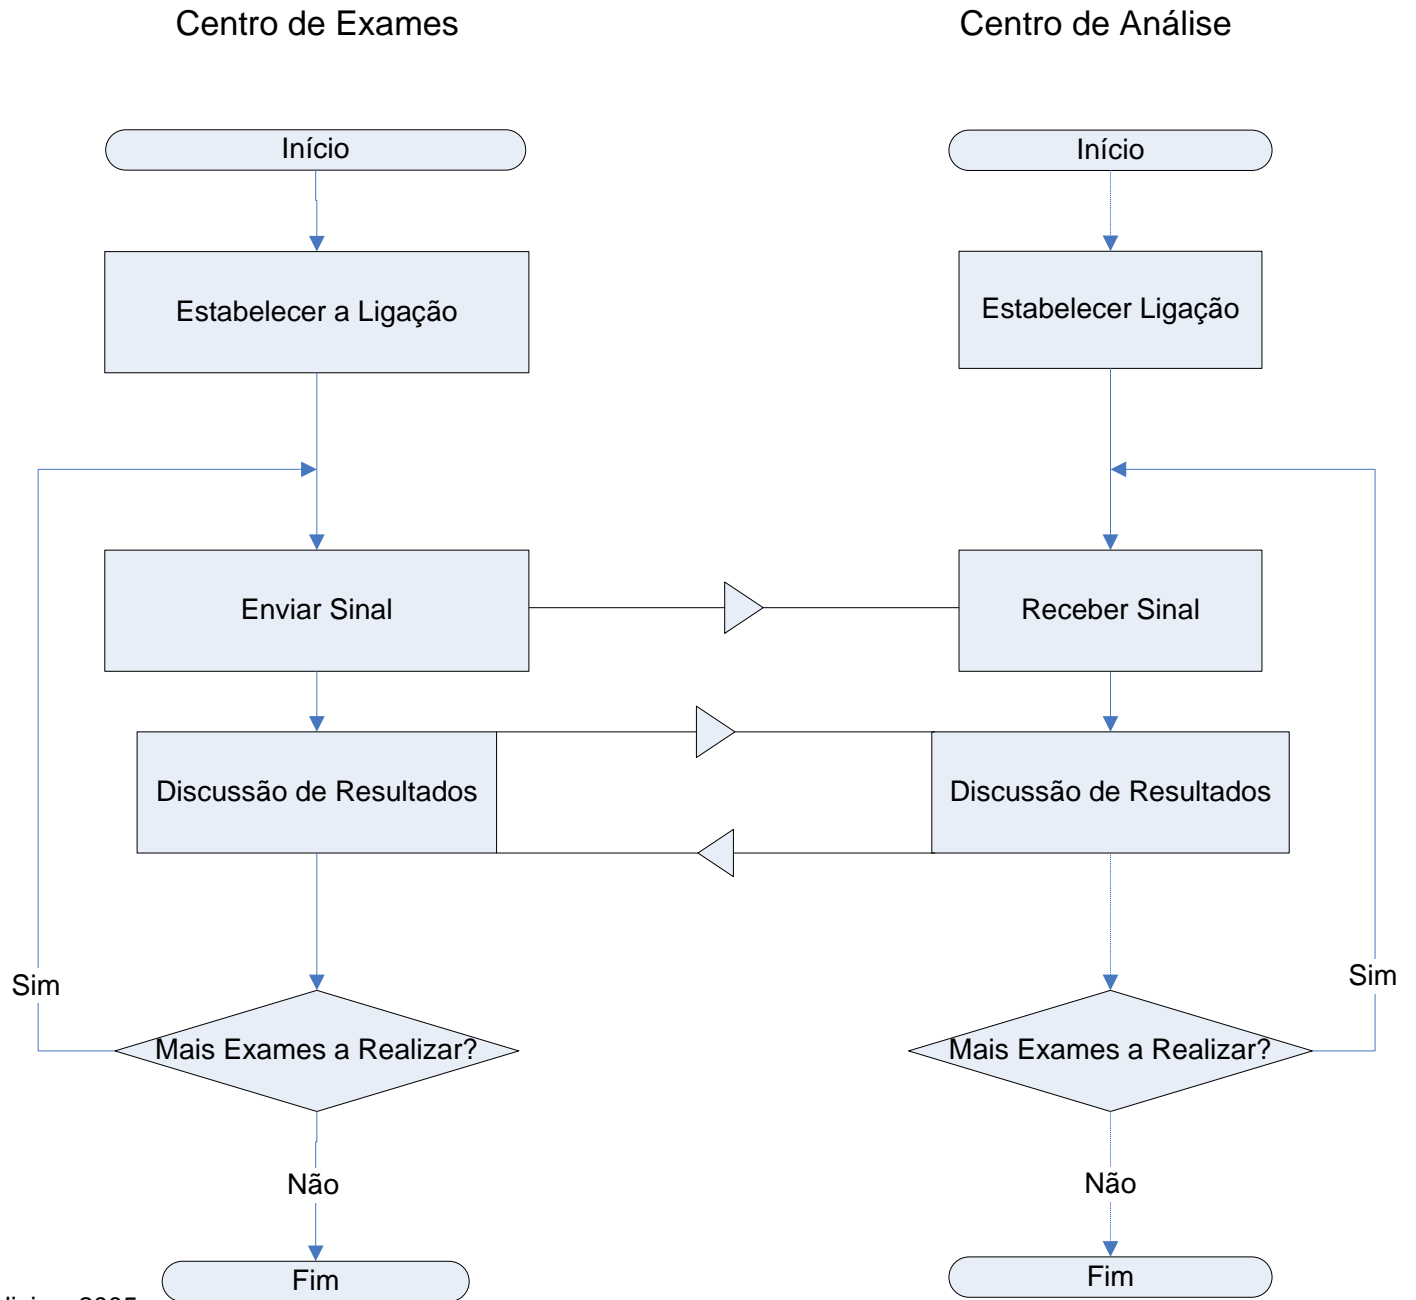 Centro de Exames
Centro de Análise
Início
Início
Estabelecer a Ligação
Estabelecer Ligação
Enviar Sinal
Receber Sinal
Discussão de Resultados
Discussão de Resultados
Sim
Sim
Mais Exames a Realizar?
Mais Exames a Realizar?
Não
Não
Fim
Fim